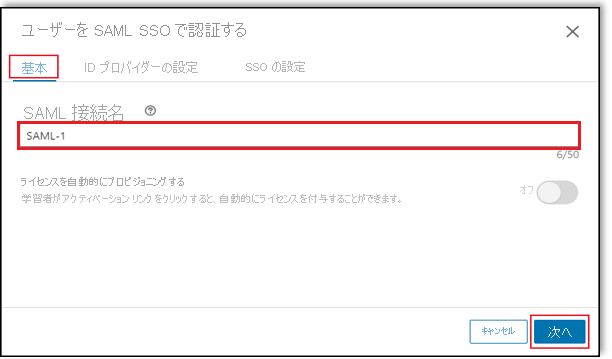 ユーザーを SAML SSO で認証する
基本 ID プロバイダーの設定 SSO の設定
SAML 接続名
SAML-1
6/50
ライセンスを自動的にプロビジョニングする
学習者がアクティベーション リンクをクリックすると、自動的にライセンスを付与することができます。
オフ
キャンセル 次へ